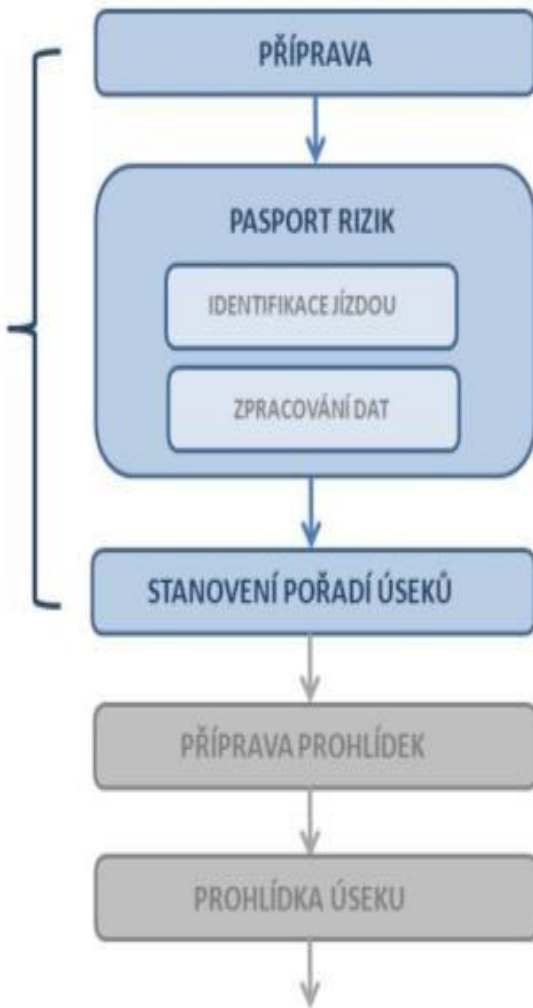 PŘÍPRAVA
PASPORT RIZIK
IDENTIFIKACE JÍZDOU
ZPRACOVÁNÍ DAT
STANOVENÍ POŘADÍ ÚSEKŮ
PŘÍPRAVA PROHLÍDEK
PROHLÍDKA ÚSEKU